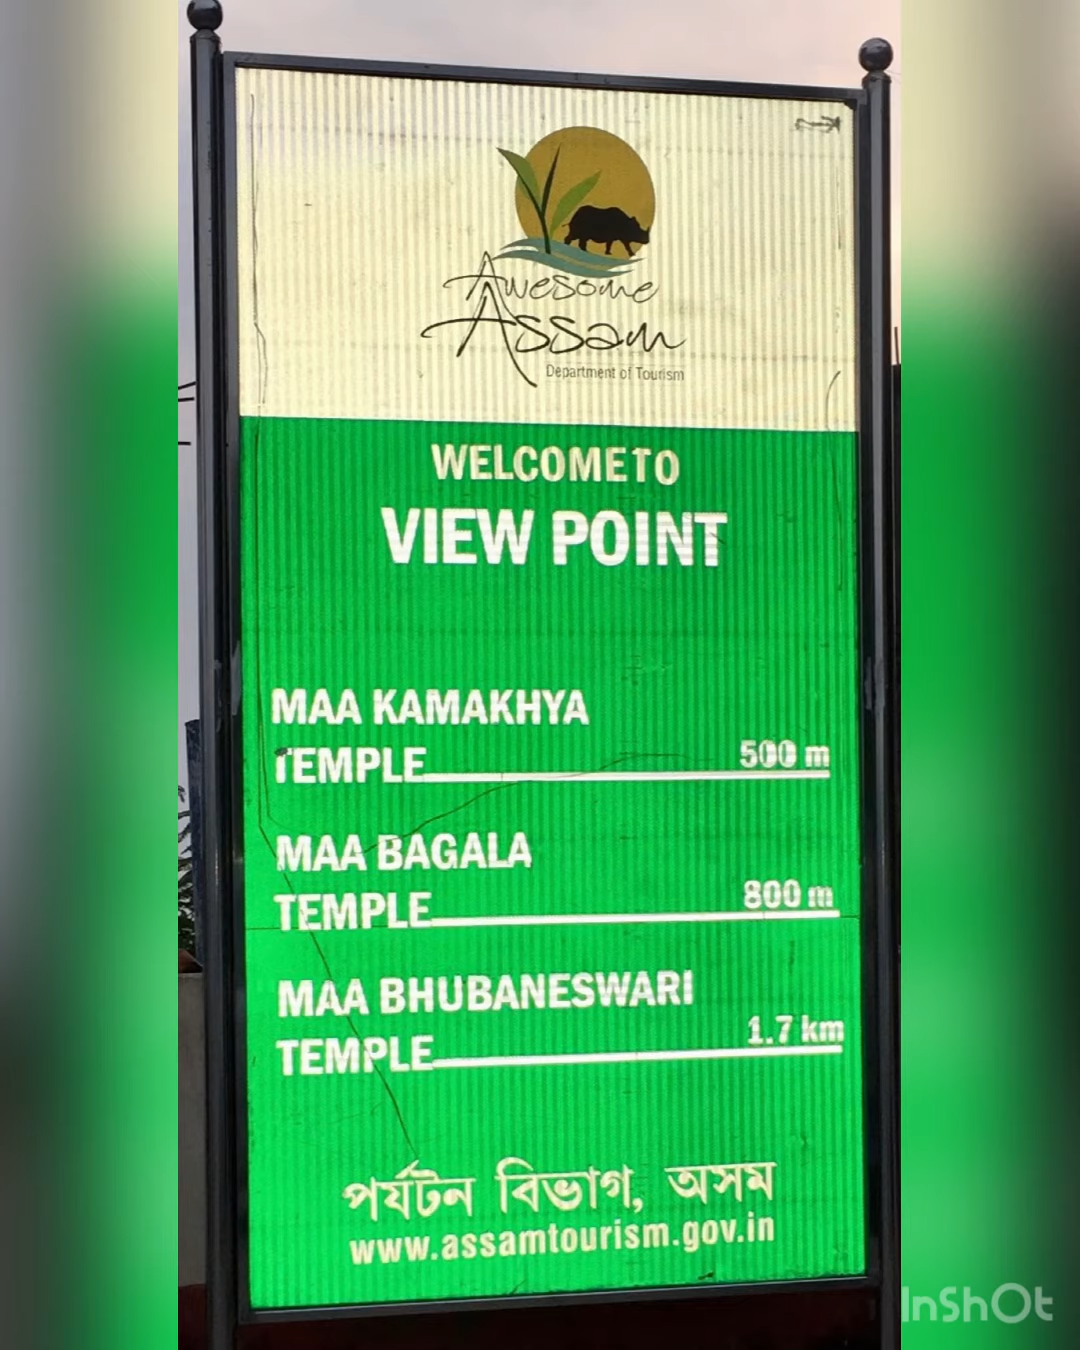 Awesome
Assam
Department of Tourism
WELCOME TO
VIEW POINT
MAA KAMAKHYA
TEMPLE 500 m
MAA BAGALA
TEMPLE 800 m
MAA BHUBANESWARI
TEMPLE 1.7 km
পৰ্যটন বিভাগ, অসম
www.assamtourism.gov.in
InShOt